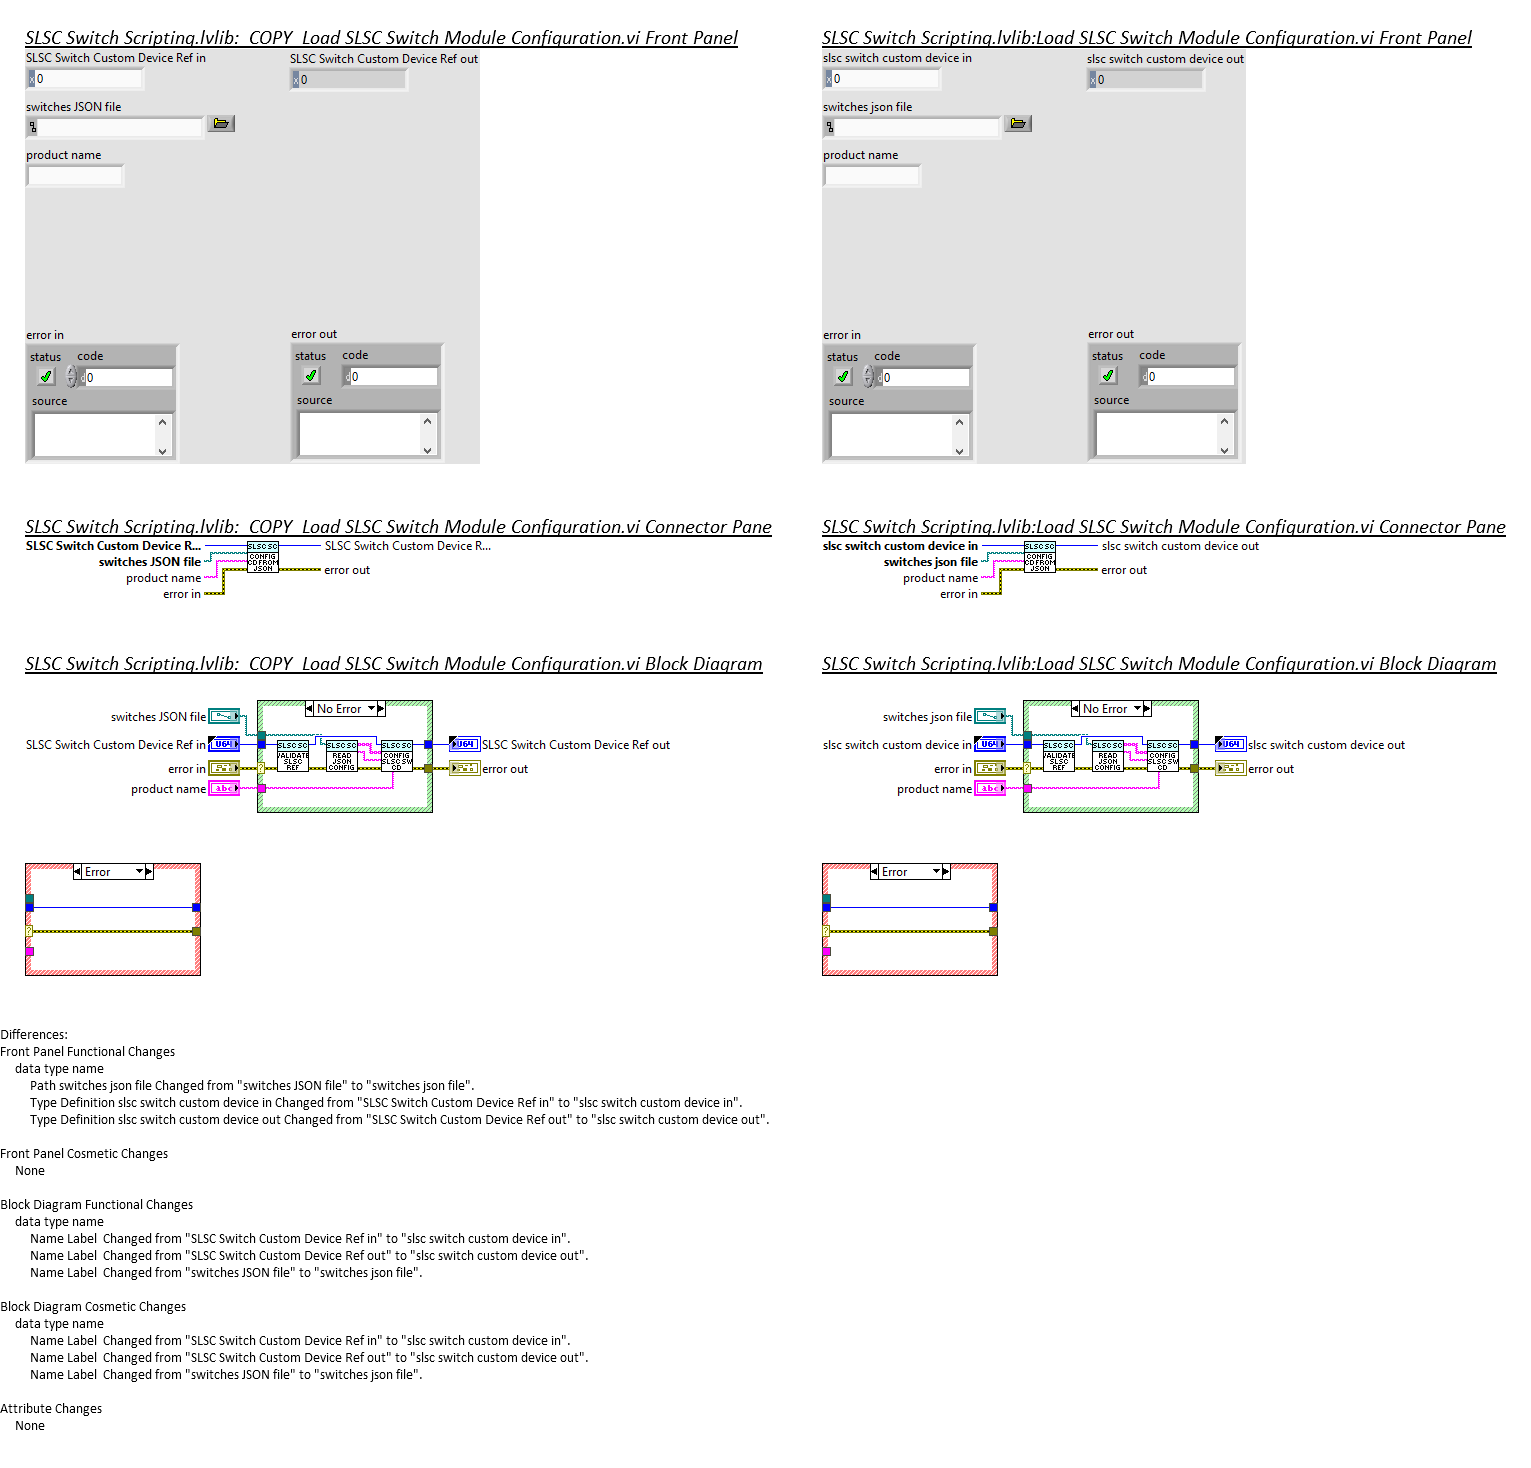 SLSC Switch Scripting.lvlib:_COPY_Load SLSC Switch Module Configuration.vi Front Panel
SLSC Switch Custom Device Ref in
x 0
SLSC Switch Custom Device Ref out
x 0
switches JSON file
product name
error in
status
code
d 0
source
error out
status
code
d 0
source
SLSC Switch Scripting.lvlib:Load SLSC Switch Module Configuration.vi Front Panel
slsc switch custom device in
x 0
slsc switch custom device out
x 0
switches json file
product name
error in
status
code
d 0
source
error out
status
code
d 0
source
SLSC Switch Scripting.lvlib:_COPY_Load SLSC Switch Module Configuration.vi Connector Pane
SLSC Switch Custom Device R...
switches JSON file
product name
error in
SLSC SC
CONFIG
CD FROM
JSON
SLSC Switch Custom Device R...
error out
SLSC Switch Scripting.lvlib:Load SLSC Switch Module Configuration.vi Connector Pane
slsc switch custom device in
switches json file
product name
error in
SLSC SC
CONFIG
CD FROM
JSON
slsc switch custom device out
error out
SLSC Switch Scripting.lvlib:_COPY_Load SLSC Switch Module Configuration.vi Block Diagram
No Error
switches JSON file
SLSC Switch Custom Device Ref in
U64
error in
product name
abc
?
SLSC SC
VALIDATE
SLSC
REF
SLSC SC
READ
JSON
CONFIG
SLSC SC
CONFIG
SLSC SW
CD
U64
SLSC Switch Custom Device Ref out
error out
Error
?
SLSC Switch Scripting.lvlib:Load SLSC Switch Module Configuration.vi Block Diagram
No Error
switches json file
slsc switch custom device in
U64
error in
product name
abc
?
SLSC SC
VALIDATE
SLSC
REF
SLSC SC
READ
JSON
CONFIG
SLSC SC
CONFIG
SLSC SW
CD
U64
slsc switch custom device out
error out
Error
?
Differences:
Front Panel Functional Changes
data type name
Path switches json file Changed from "switches JSON file" to "switches json file".
Type Definition slsc switch custom device in Changed from "SLSC Switch Custom Device Ref in" to "slsc switch custom device in".
Type Definition slsc switch custom device out Changed from "SLSC Switch Custom Device Ref out" to "slsc switch custom device out".
Front Panel Cosmetic Changes
None
Block Diagram Functional Changes
data type name
Name Label  Changed from "SLSC Switch Custom Device Ref in" to "slsc switch custom device in".
Name Label  Changed from "SLSC Switch Custom Device Ref out" to "slsc switch custom device out".
Name Label  Changed from "switches JSON file" to "switches json file".
Block Diagram Cosmetic Changes
data type name
Name Label  Changed from "SLSC Switch Custom Device Ref in" to "slsc switch custom device in".
Name Label  Changed from "SLSC Switch Custom Device Ref out" to "slsc switch custom device out".
Name Label  Changed from "switches JSON file" to "switches json file".
Attribute Changes
None